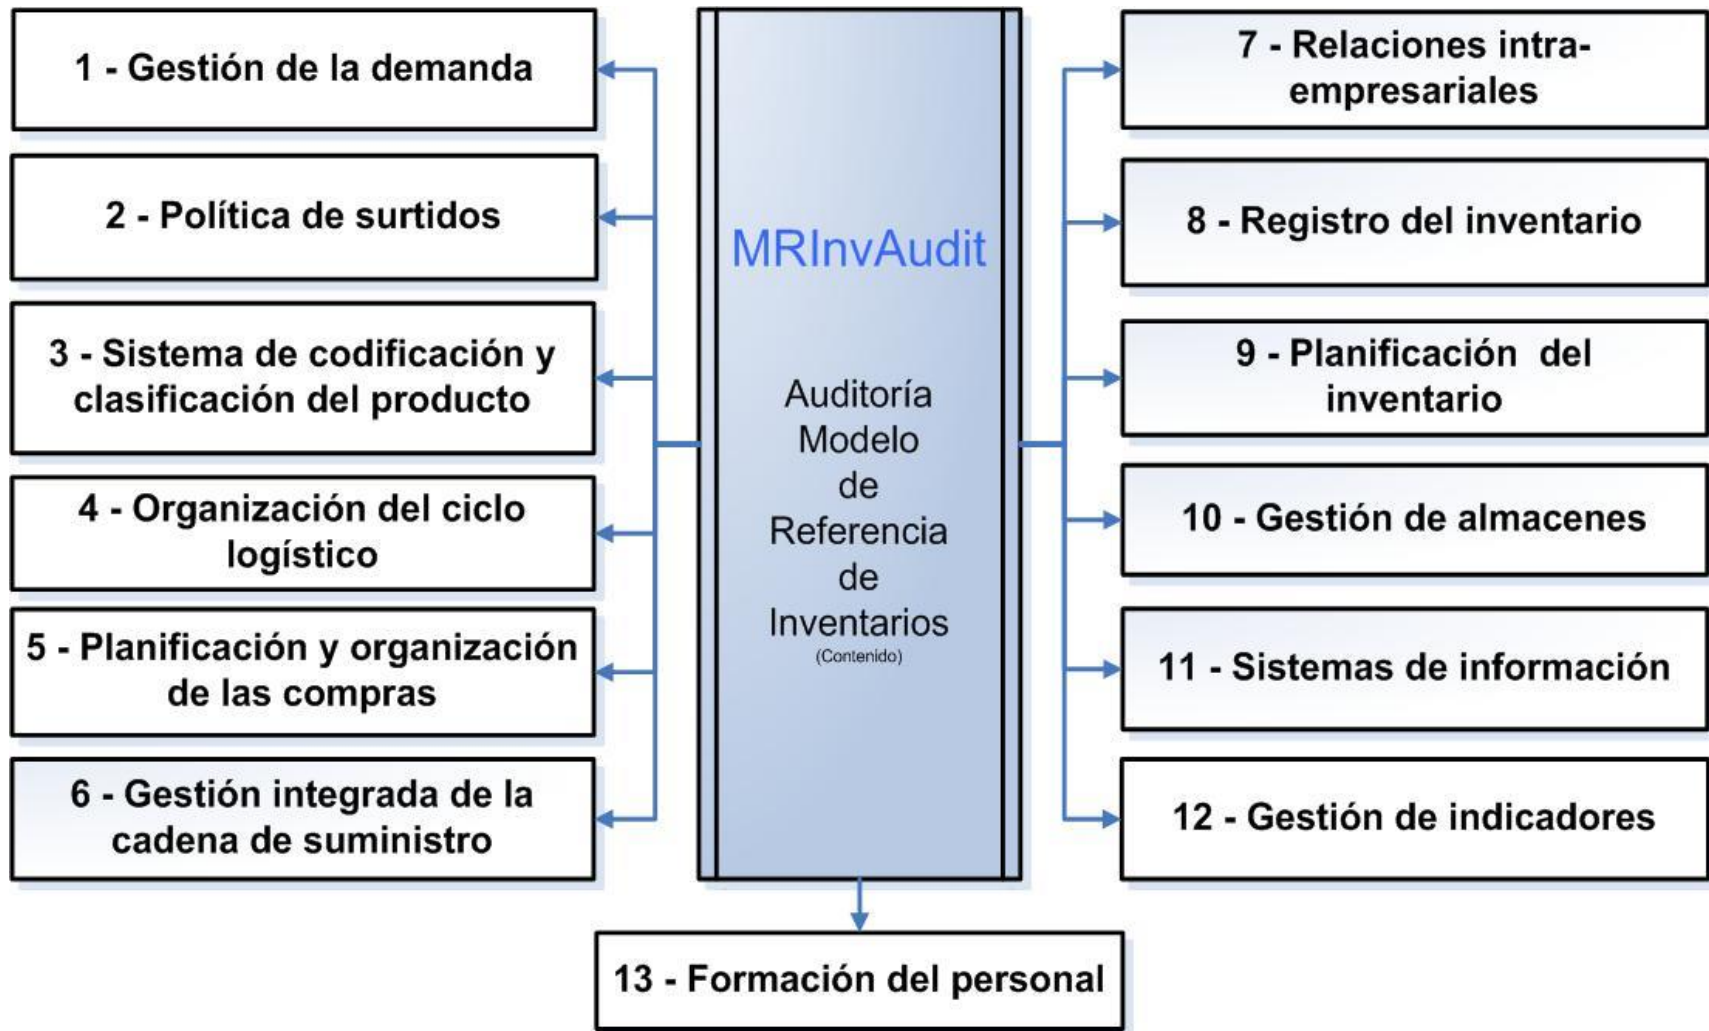 1 - Gestión de la demanda
2 - Política de surtidos
3 - Sistema de codificación y
clasificación del producto
4 - Organización del ciclo
logístico
5 - Planificación y organización
de las compras
6 - Gestión integrada de la
cadena de suministro
MRInvAudit
Auditoría
Modelo
de
Referencia
de
Inventarios
(Contenido)
7 - Relaciones intra-
empresariales
8 - Registro del inventario
9 - Planificación del
inventario
10 - Gestión de almacenes
11 - Sistemas de información
12 - Gestión de indicadores
13 - Formación del personal